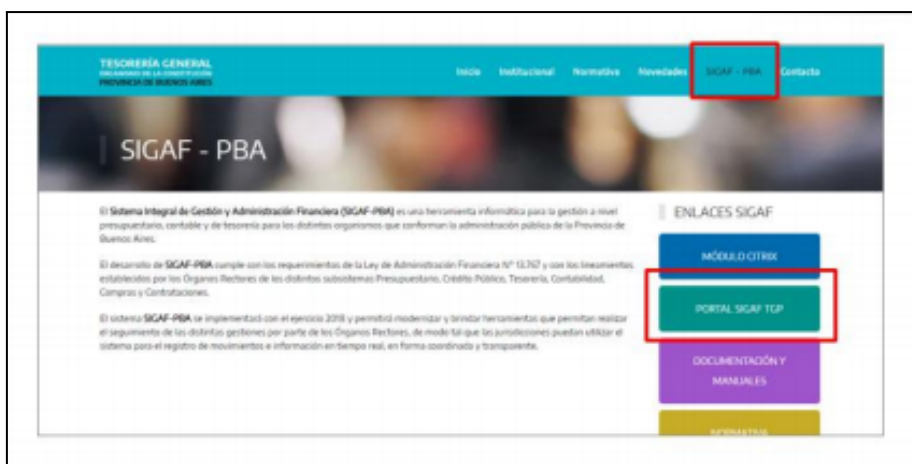 TESORERÍA GENERAL
ORGANISMO DE LA CONSTITUCIÓN
PROVINCIA DE BUENOS AIRES
Inicio Institucional Normativa Novedades SIGAF - PBA Contacto
SIGAF - PBA
El Sistema Integral de Gestión y Administración Financiera (SIGAF-PBA) es una herramienta informática para la gestión a nivel
presupuestario, contable y de tesorería para los distintos organismos que conforman la administración pública de la Provincia de
Buenos Aires.
El desarrollo de SIGAF-PBA cumple con los requerimientos de la Ley de Administración Financiera N° 13.767 y con los lineamientos
establecidos por los Órganos Rectores de los distintos subsistemas Presupuestario, Crédito Público, Tesorería, Contabilidad,
Compras y Contrataciones.
El sistema SIGAF-PBA se implementará con el ejercicio 2018 y permitirá modernizar y brindar herramientas que permitan realizar
el seguimiento de las distintas gestiones por parte de los Órganos Rectores, de modo tal que las jurisdicciones puedan utilizar el
sistema para el registro de movimientos e información en tiempo real, en forma coordinada y transparente.
ENLACES SIGAF
MÓDULO CITRIX
PORTAL SIGAF TGP
DOCUMENTACIÓN Y
MANUALES
NORMATIVA